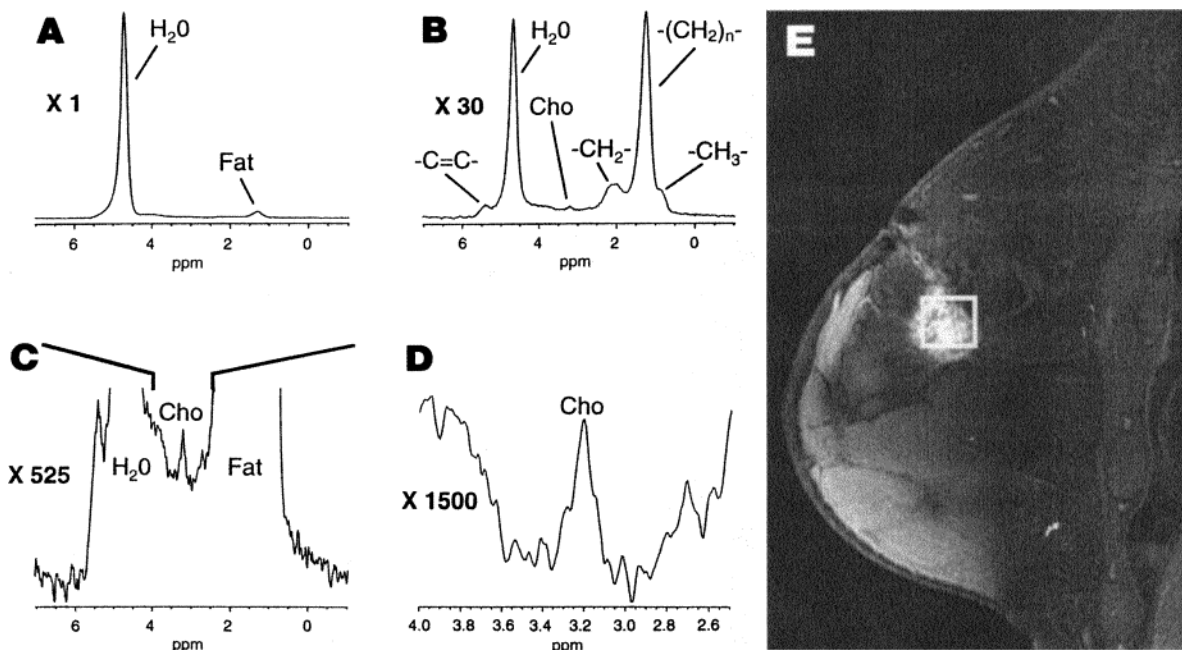 A
H₂0
X 1
Fat
6 4 2 0
ppm
B
H₂0
-(CH2)n-
X 30
Cho
-C=C-
-CH2-
-CH3-
6 4 2 0
ppm
C
Cho
H₂0
Fat
X 525
6 4 2 0
ppm
D
Cho
X 1500
4.0 3.8 3.6 3.4 3.2 3.0 2.8 2.6
ppm
E